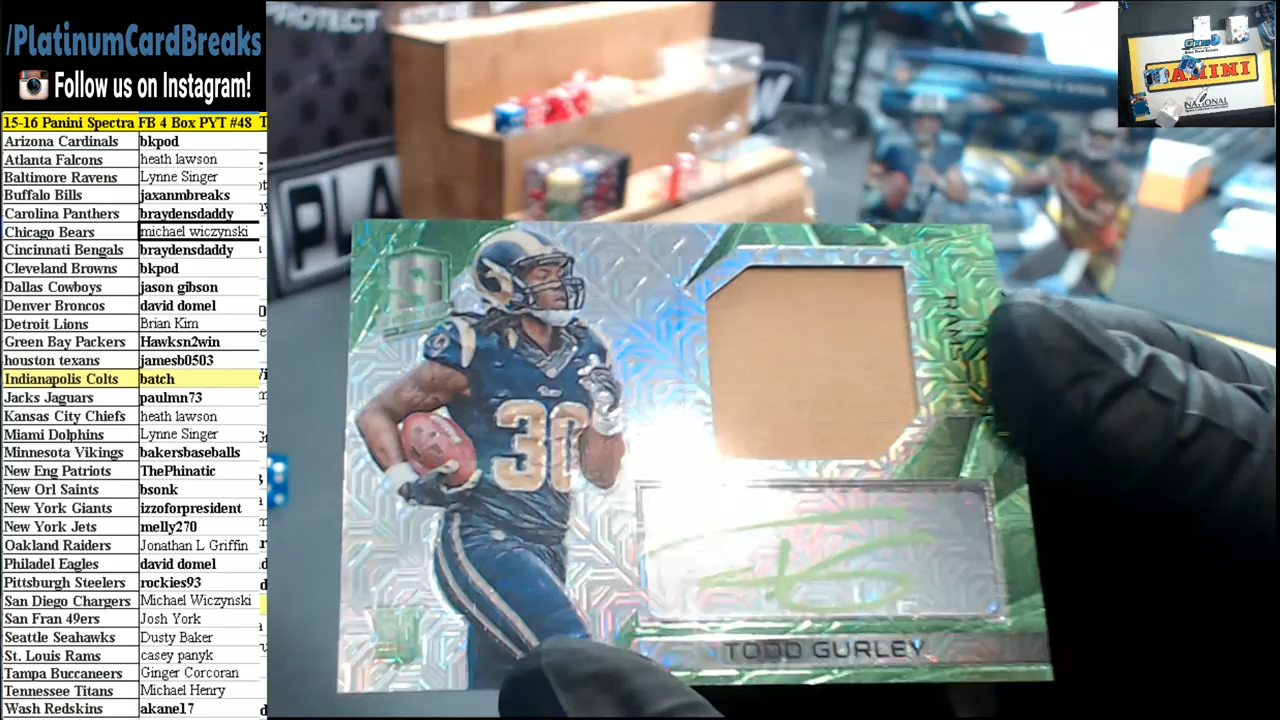 /PlatinumCardBreaks
Follow us on Instagram!
15-16 Panini Spectra FB 4 Box PYT #48
Arizona Cardinals bkpod
Atlanta Falcons heath lawson
Baltimore Ravens Lynne Singer
Buffalo Bills jaxanmbreaks
Carolina Panthers braydensdaddy
Chicago Bears michael wiczynski
Cincinnati Bengals braydensdaddy
Cleveland Browns bkpod
Dallas Cowboys jason gibson
Denver Broncos david domel
Detroit Lions Brian Kim
Green Bay Packers Hawksn2win
houston texans jamesb0503
Indianapolis Colts batch
Jacks Jaguars paulmn73
Kansas City Chiefs heath lawson
Miami Dolphins Lynne Singer
Minnesota Vikings bakersbaseballs
New Eng Patriots ThePhinatic
New Orl Saints bsonk
New York Giants izzoforpresident
New York Jets melly270
Oakland Raiders Jonathan L Griffin
Philadel Eagles david domel
Pittsburgh Steelers rockies93
San Diego Chargers Michael Wiczynski
San Fran 49ers Josh York
Seattle Seahawks Dusty Baker
St. Louis Rams casey panyk
Tampa Buccaneers Ginger Corcoran
Tennessee Titans Michael Henry
Wash Redskins akane17
PROTECT
PLA
PANINI
NATIONAL
S
30
RAMS
TODD GURLEY